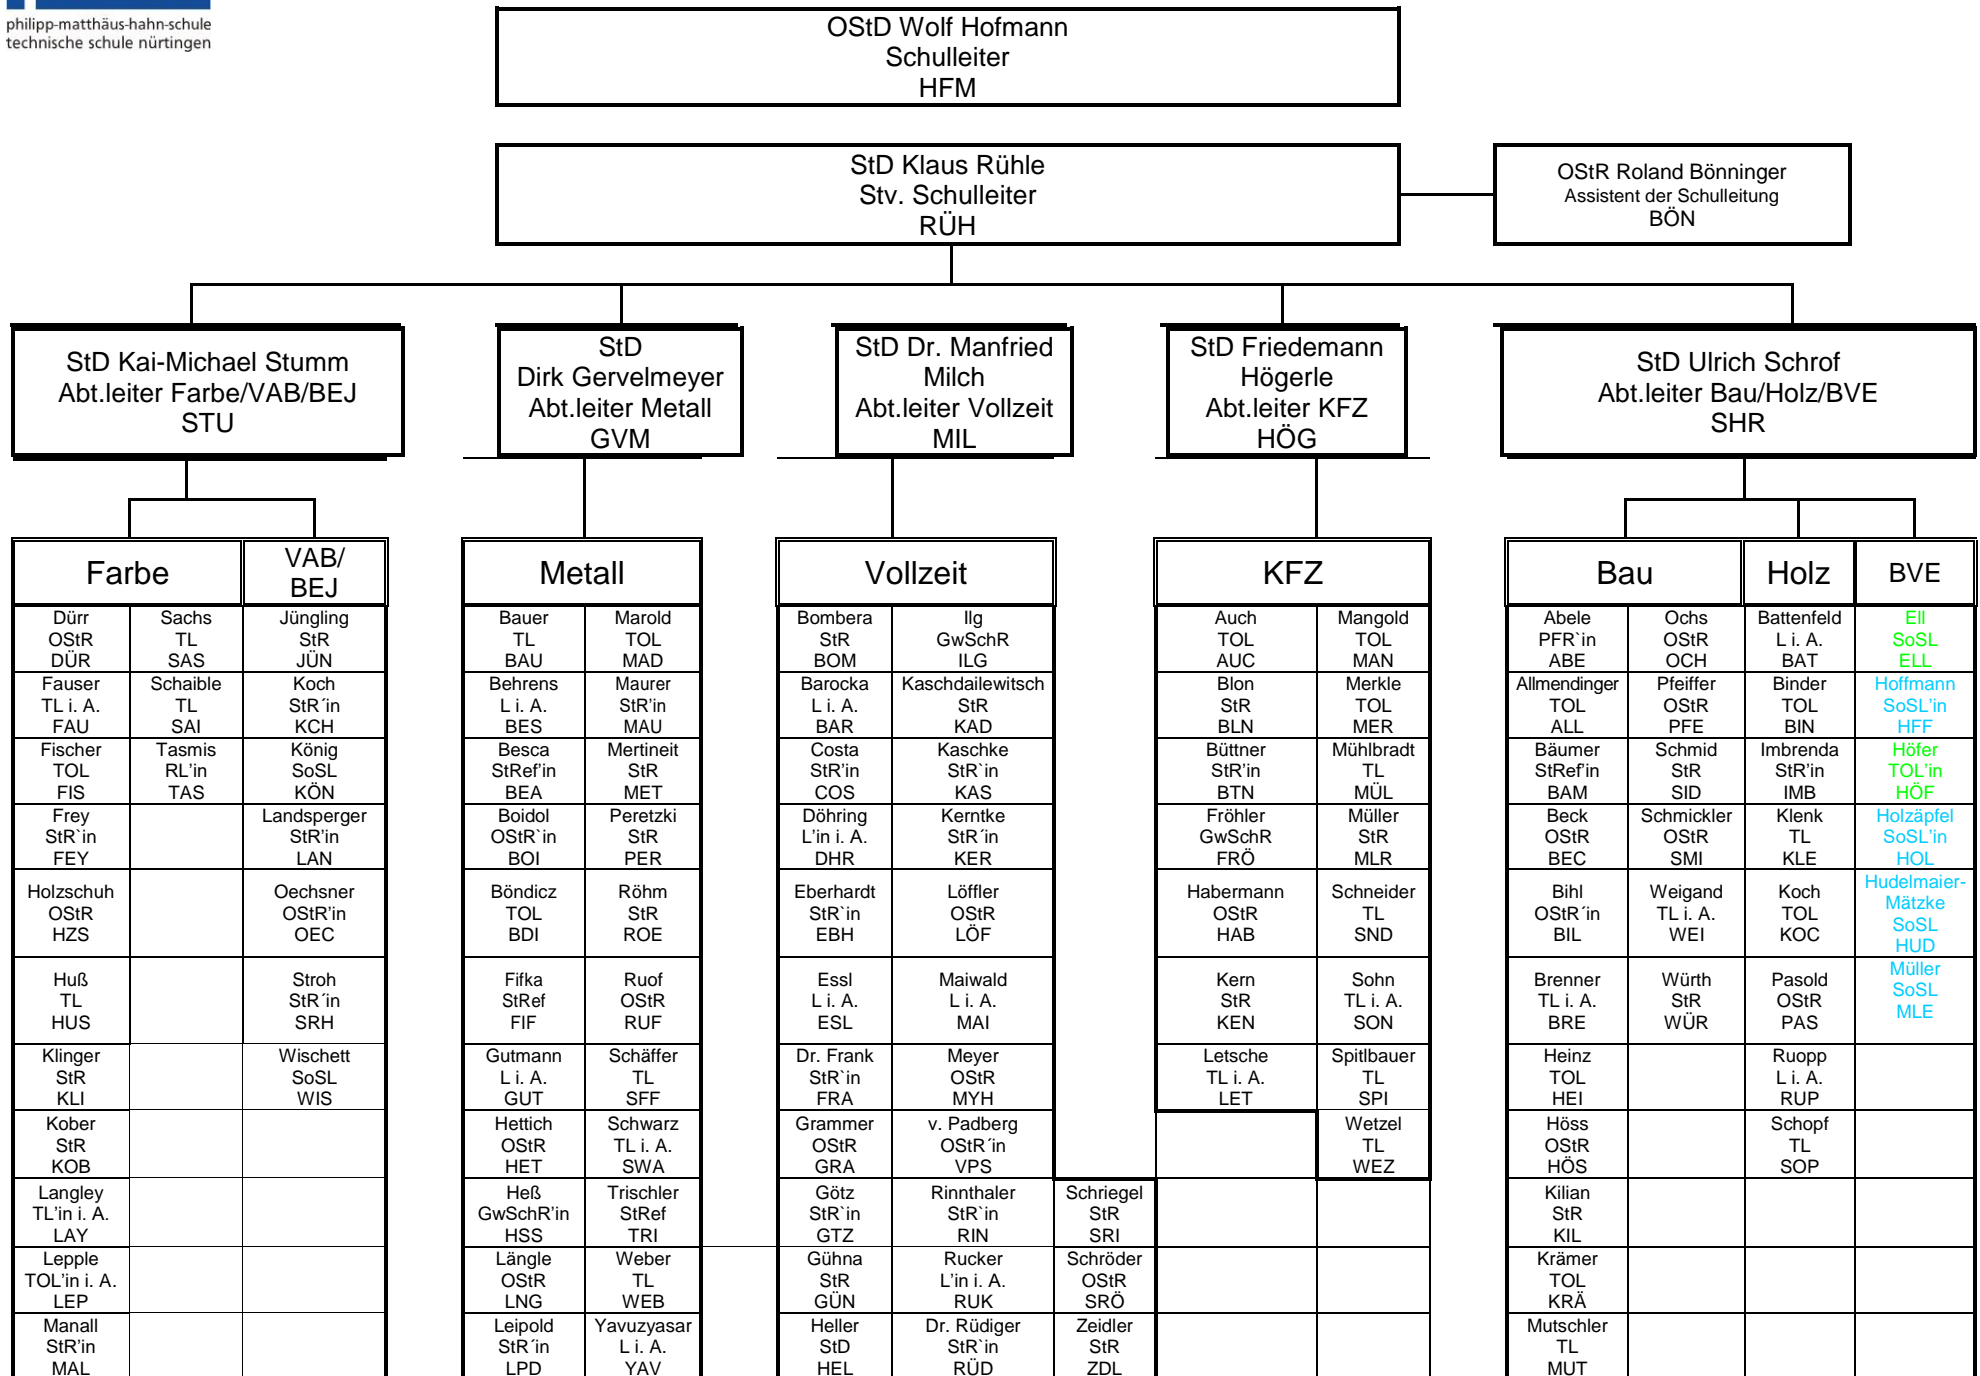 philipp-matthäus-hahn-schule
technische schule nürtingen
OStD Wolf Hofmann
Schulleiter
HFM
StD Klaus Rühle
Stv. Schulleiter
RÜH
OStR Roland Bönninger
Assistent der Schulleitung
BÖN
StD Kai-Michael Stumm
Abt.leiter Farbe/VAB/BEJ
STU
StD
Dirk Gervelmeyer
Abt.leiter Metall
GVM
StD Dr. Manfried
Milch
Abt.leiter Vollzeit
MIL
StD Friedemann
Högerle
Abt.leiter KFZ
HÖG
StD Ulrich Schrof
Abt.leiter Bau/Holz/BVE
SHR
Farbe
Dürr
OStR
DÜR
Fauser
TL i. A.
FAU
Fischer
TOL
FIS
Frey
StR`in
FEY
Holzschuh
OStR
HZS
Huß
TL
HUS
Klinger
StR
KLI
Kober
StR
KOB
Langley
TL'in i. A.
LAY
Lepple
TOL'in i. A.
LEP
Manall
StR'in
MAL
Sachs
TL
SAS
Schaible
TL
SAI
Tasmis
RL'in
TAS
VAB/
BEJ
Jüngling
StR
JÜN
Koch
StR´in
KCH
König
SoSL
KÖN
Landsperger
StR'in
LAN
Oechsner
OStR'in
OEC
Stroh
StR´in
SRH
Wischett
SoSL
WIS
Metall
Bauer
TL
BAU
Behrens
L i. A.
BES
Besca
StRef'in
BEA
Boidol
OStR`in
BOI
Böndicz
TOL
BDI
Fifka
StRef
FIF
Gutmann
L i. A.
GUT
Hettich
OStR
HET
Heß
GwSchR'in
HSS
Längle
OStR
LNG
Leipold
StR´in
LPD
Marold
TOL
MAD
Maurer
StR'in
MAU
Mertineit
StR
MET
Peretzki
StR
PER
Röhm
StR
ROE
Ruof
OStR
RUF
Schäffer
TL
SFF
Schwarz
TL i. A.
SWA
Trischler
StRef
TRI
Weber
TL
WEB
Yavuzyasar
L i. A.
YAV
Vollzeit
Bombera
StR
BOM
Barocka
L i. A.
BAR
Costa
StR'in
COS
Döhring
L'in i. A.
DHR
Eberhardt
StR`in
EBH
Essl
L i. A.
ESL
Dr. Frank
StR`in
FRA
Grammer
OStR
GRA
Götz
StR`in
GTZ
Gühna
StR
GÜN
Heller
StD
HEL
Ilg
GwSchR
ILG
Kaschdailewitsch
StR
KAD
Kaschke
StR`in
KAS
Kerntke
StR´in
KER
Löffler
OStR
LÖF
Maiwald
L i. A.
MAI
Meyer
OStR
MYH
v. Padberg
OStR´in
VPS
Rinnthaler
StR`in
RIN
Rucker
L'in i. A.
RUK
Dr. Rüdiger
StR`in
RÜD
Schriegel
StR
SRI
Schröder
OStR
SRÖ
Zeidler
StR
ZDL
KFZ
Auch
TOL
AUC
Blon
StR
BLN
Büttner
StR'in
BTN
Fröhler
GwSchR
FRÖ
Habermann
OStR
HAB
Kern
StR
KEN
Letsche
TL i. A.
LET
Mangold
TOL
MAN
Merkle
TOL
MER
Mühlbradt
TL
MÜL
Müller
StR
MLR
Schneider
TL
SND
Sohn
TL i. A.
SON
Spitlbauer
TL
SPI
Wetzel
TL
WEZ
Bau
Abele
PFR`in
ABE
Allmendinger
TOL
ALL
Bäumer
StRef'in
BAM
Beck
OStR
BEC
Bihl
OStR´in
BIL
Brenner
TL i. A.
BRE
Heinz
TOL
HEI
Höss
OStR
HÖS
Kilian
StR
KIL
Krämer
TOL
KRÄ
Mutschler
TL
MUT
Ochs
OStR
OCH
Pfeiffer
OStR
PFE
Schmid
StR
SID
Schmickler
OStR
SMI
Weigand
TL i. A.
WEI
Würth
StR
WÜR
Holz
Battenfeld
L i. A.
BAT
Binder
TOL
BIN
Imbrenda
StR'in
IMB
Klenk
TL
KLE
Koch
TOL
KOC
Pasold
OStR
PAS
Ruopp
L i. A.
RUP
Schopf
TL
SOP
BVE
Ell
SoSL
ELL
Hoffmann
SoSL'in
HFF
Höfer
TOL'in
HÖF
Holzäpfel
SoSL'in
HOL
Hudelmaier-
Mätzke
SoSL
HUD
Müller
SoSL
MLE